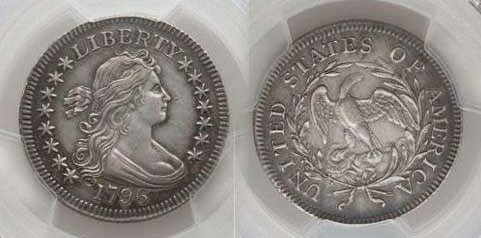 LIBERTY
1796
UNITED STATES OF AMERICA